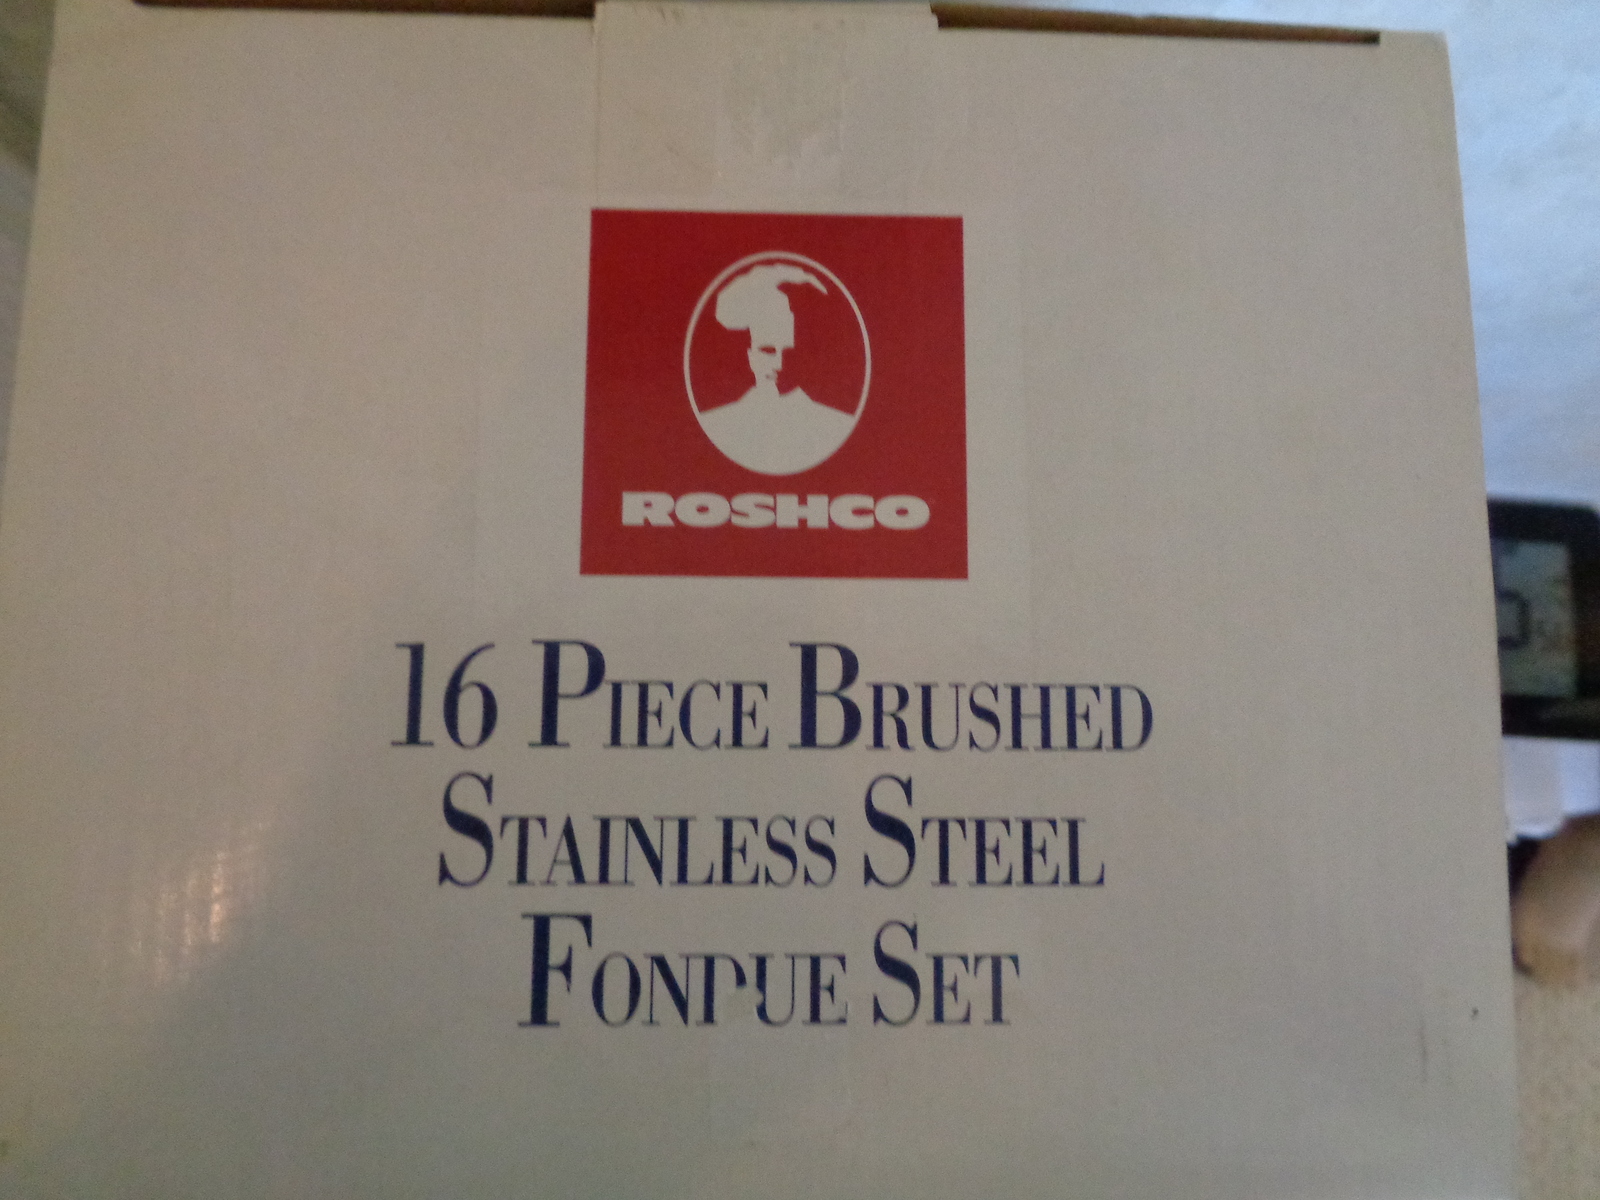 ROSHCO
16 PIECE BRUSHED
STAINLESS STEEL
FONDUE SET